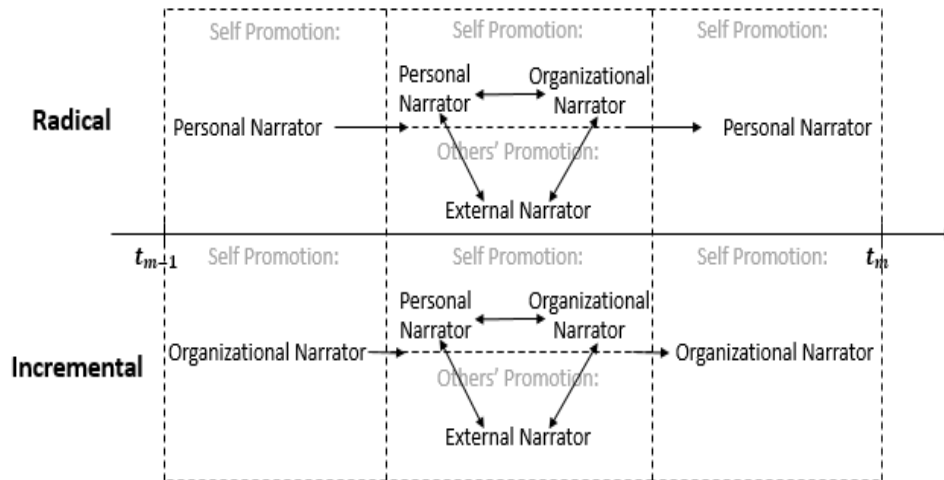 Self Promotion:
Self Promotion:
Self Promotion:
Radical
Personal Narrator
Personal
Narrator
Organizational
Narrator
Others' Promotion:
External Narrator
Personal Narrator
tₘ₋₁
tₘ
Self Promotion:
Self Promotion:
Self Promotion:
Incremental
Organizational Narrator
Personal
Narrator
Organizational
Narrator
Others' Promotion:
External Narrator
Organizational Narrator